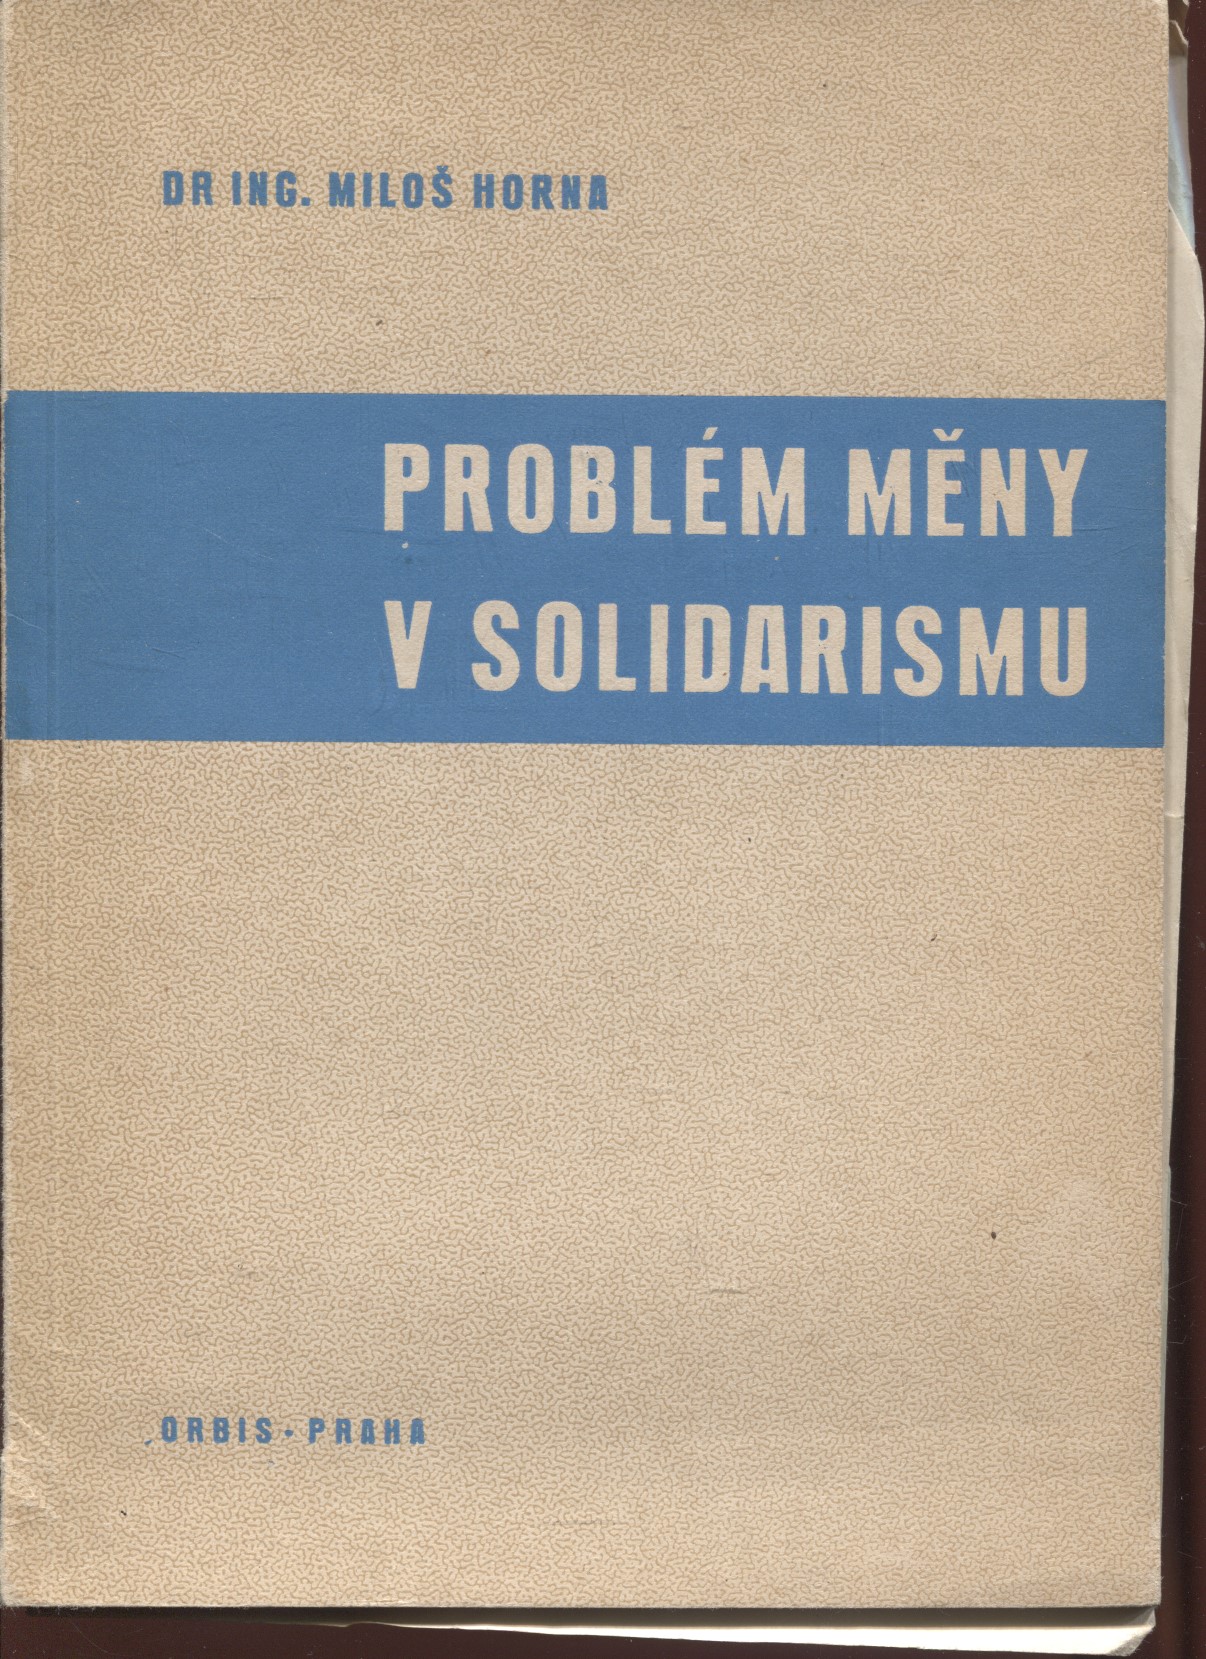 DR ING. MILOŠ HORNA
PROBLÉM MĚNY
V SOLIDARISMU
ORBIS · PRAHA